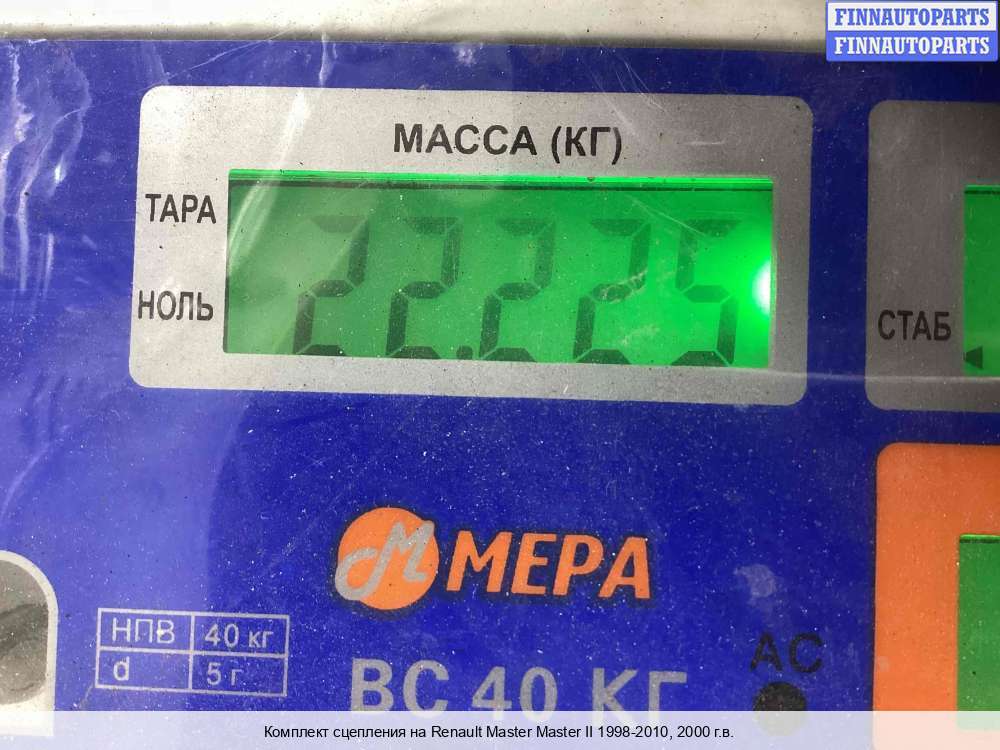 FINNAUTOPARTS
FINNAUTOPARTS
МАССА (КГ)
ТАРА
22.225
НОЛЬ
СТАБ
М МЕРА
НПВ 40 кг
d 5 г
ВС 40 КГ
AC
Комплект сцепления на Renault Master Master II 1998-2010, 2000 г.в.